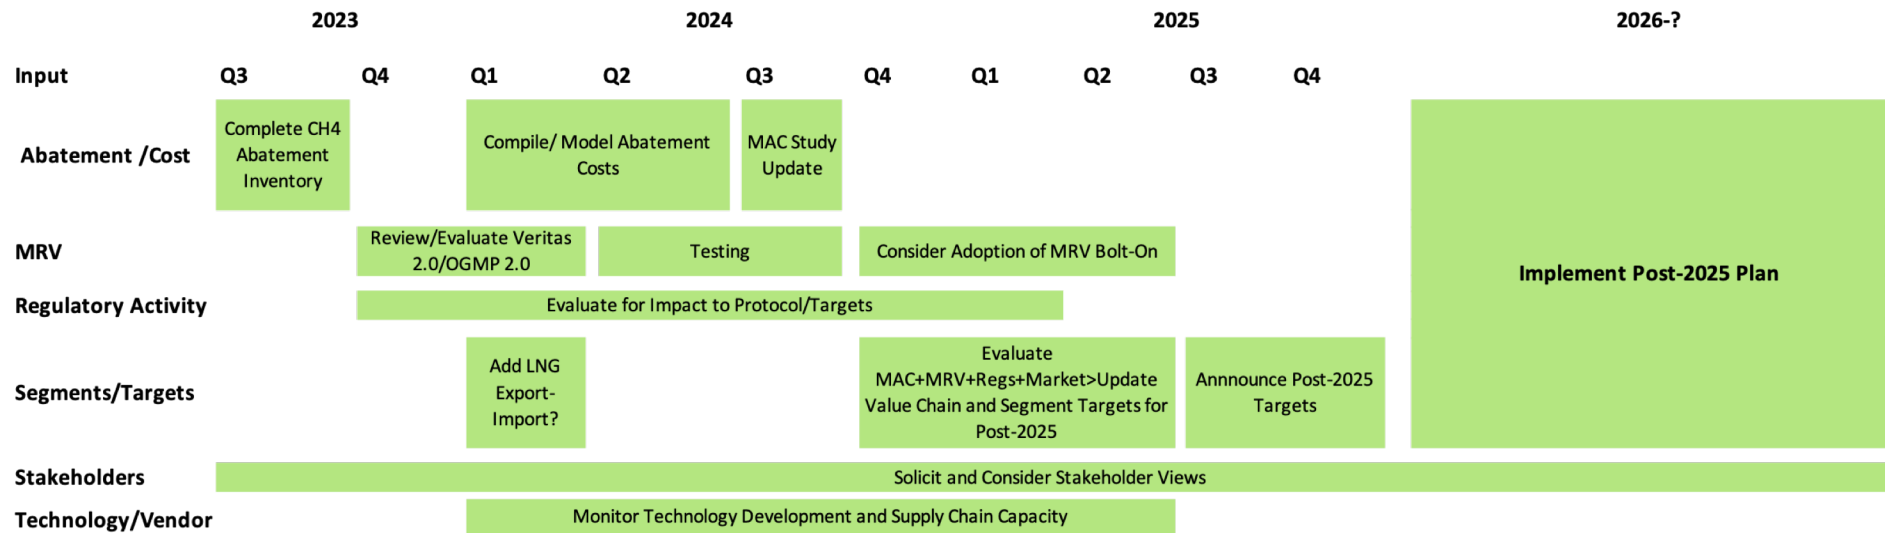 2023 2024 2025 2026-?
Input Q3 Q4 Q1 Q2 Q3 Q4 Q1 Q2 Q3 Q4
Abatement /Cost
Complete CH4
Abatement
Inventory
Compile/ Model Abatement
Costs
MAC Study
Update
MRV
Review/Evaluate Veritas
2.0/OGMP 2.0
Testing
Consider Adoption of MRV Bolt-On
Implement Post-2025 Plan
Regulatory Activity
Evaluate for Impact to Protocol/Targets
Segments/Targets
Add LNG
Export-
Import?
Evaluate
MAC+MRV+Regs+Market>Update
Value Chain and Segment Targets for
Post-2025
Annnounce Post-2025
Targets
Stakeholders
Solicit and Consider Stakeholder Views
Technology/Vendor
Monitor Technology Development and Supply Chain Capacity